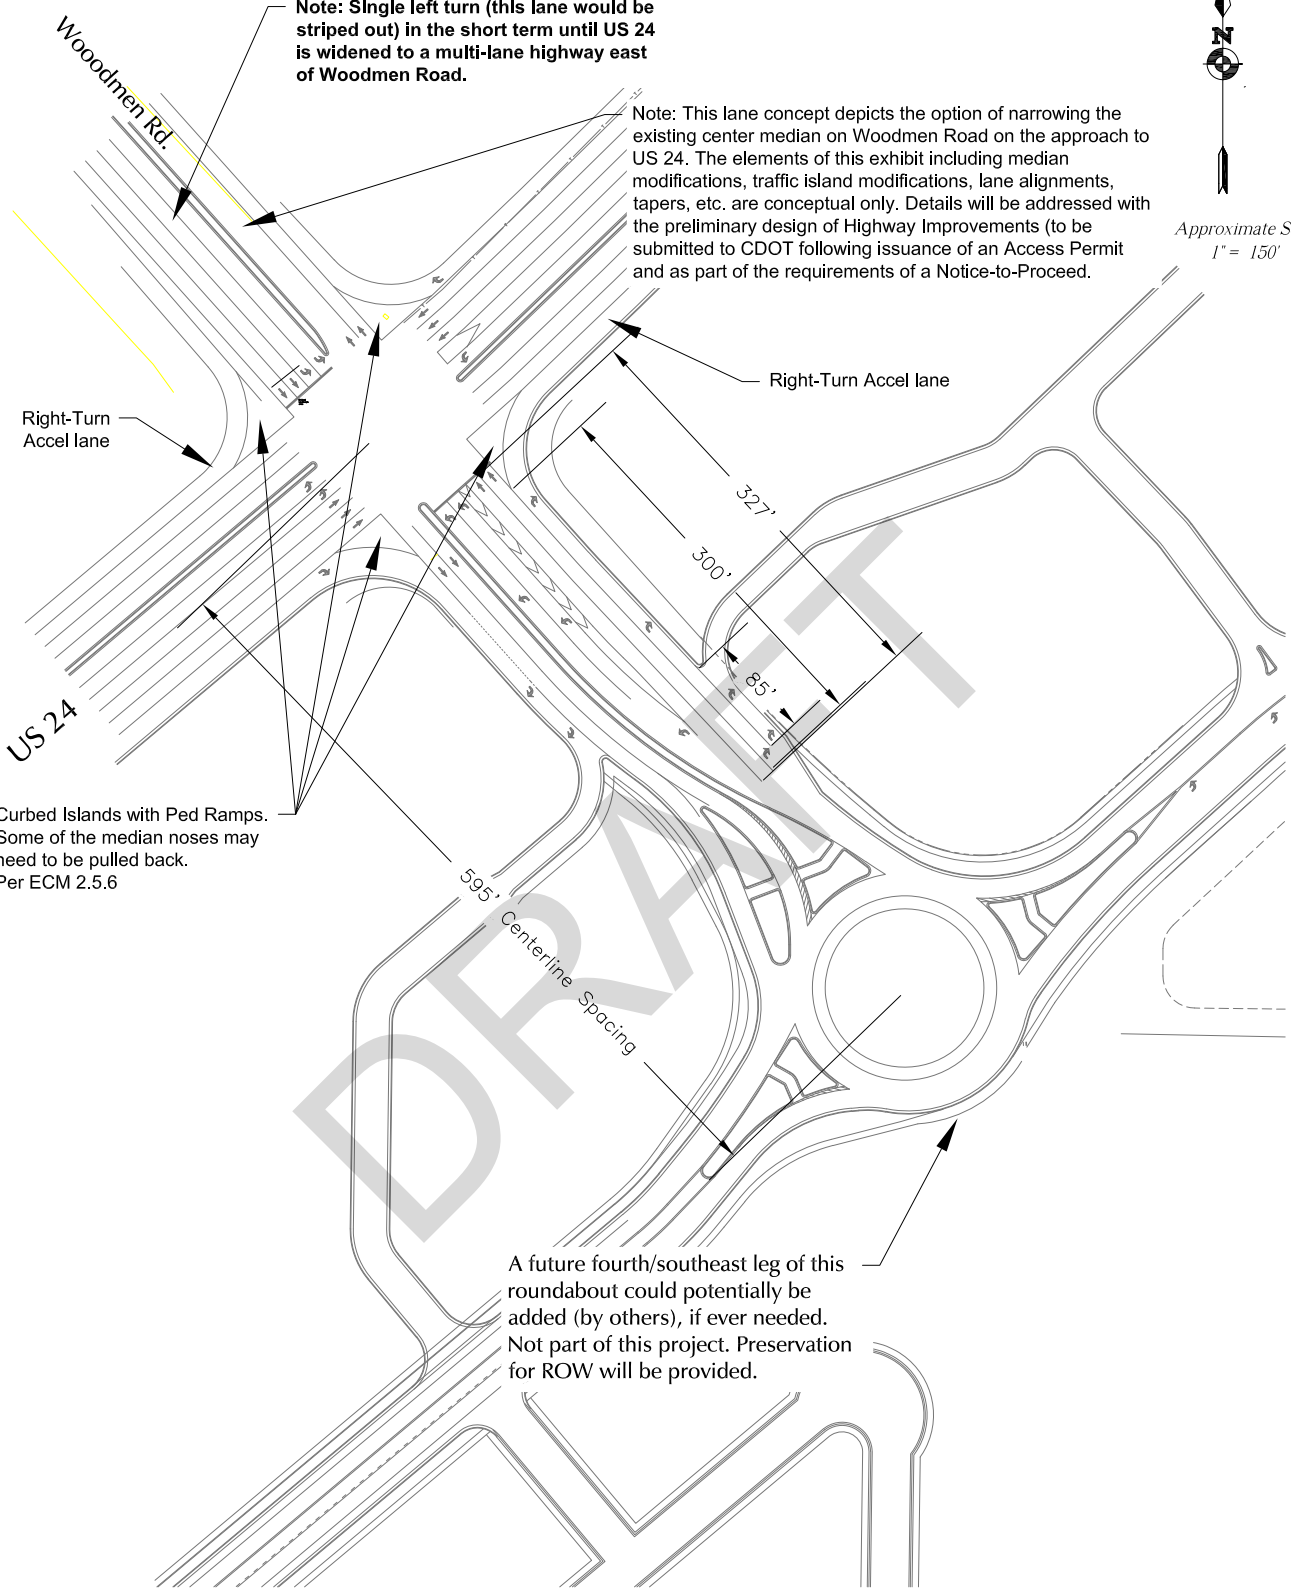 Note: Single left turn (this lane would be
striped out) in the short term until US 24
is widened to a multi-lane highway east
of Woodmen Road.
Wooodmen Rd.
N
Note: This lane concept depicts the option of narrowing the
existing center median on Woodmen Road on the approach to
US 24. The elements of this exhibit including median
modifications, traffic island modifications, lane alignments,
tapers, etc. are conceptual only. Details will be addressed with
the preliminary design of Highway Improvements (to be
submitted to CDOT following issuance of an Access Permit
and as part of the requirements of a Notice-to-Proceed.
Approximate S
1" = 150'
Right-Turn Accel lane
Right-Turn
Accel lane
327'
300'
85'
US 24
Curbed Islands with Ped Ramps.
Some of the median noses may
need to be pulled back.
Per ECM 2.5.6
595' Centerline Spacing
DRAFT
A future fourth/southeast leg of this
roundabout could potentially be
added (by others), if ever needed.
Not part of this project. Preservation
for ROW will be provided.